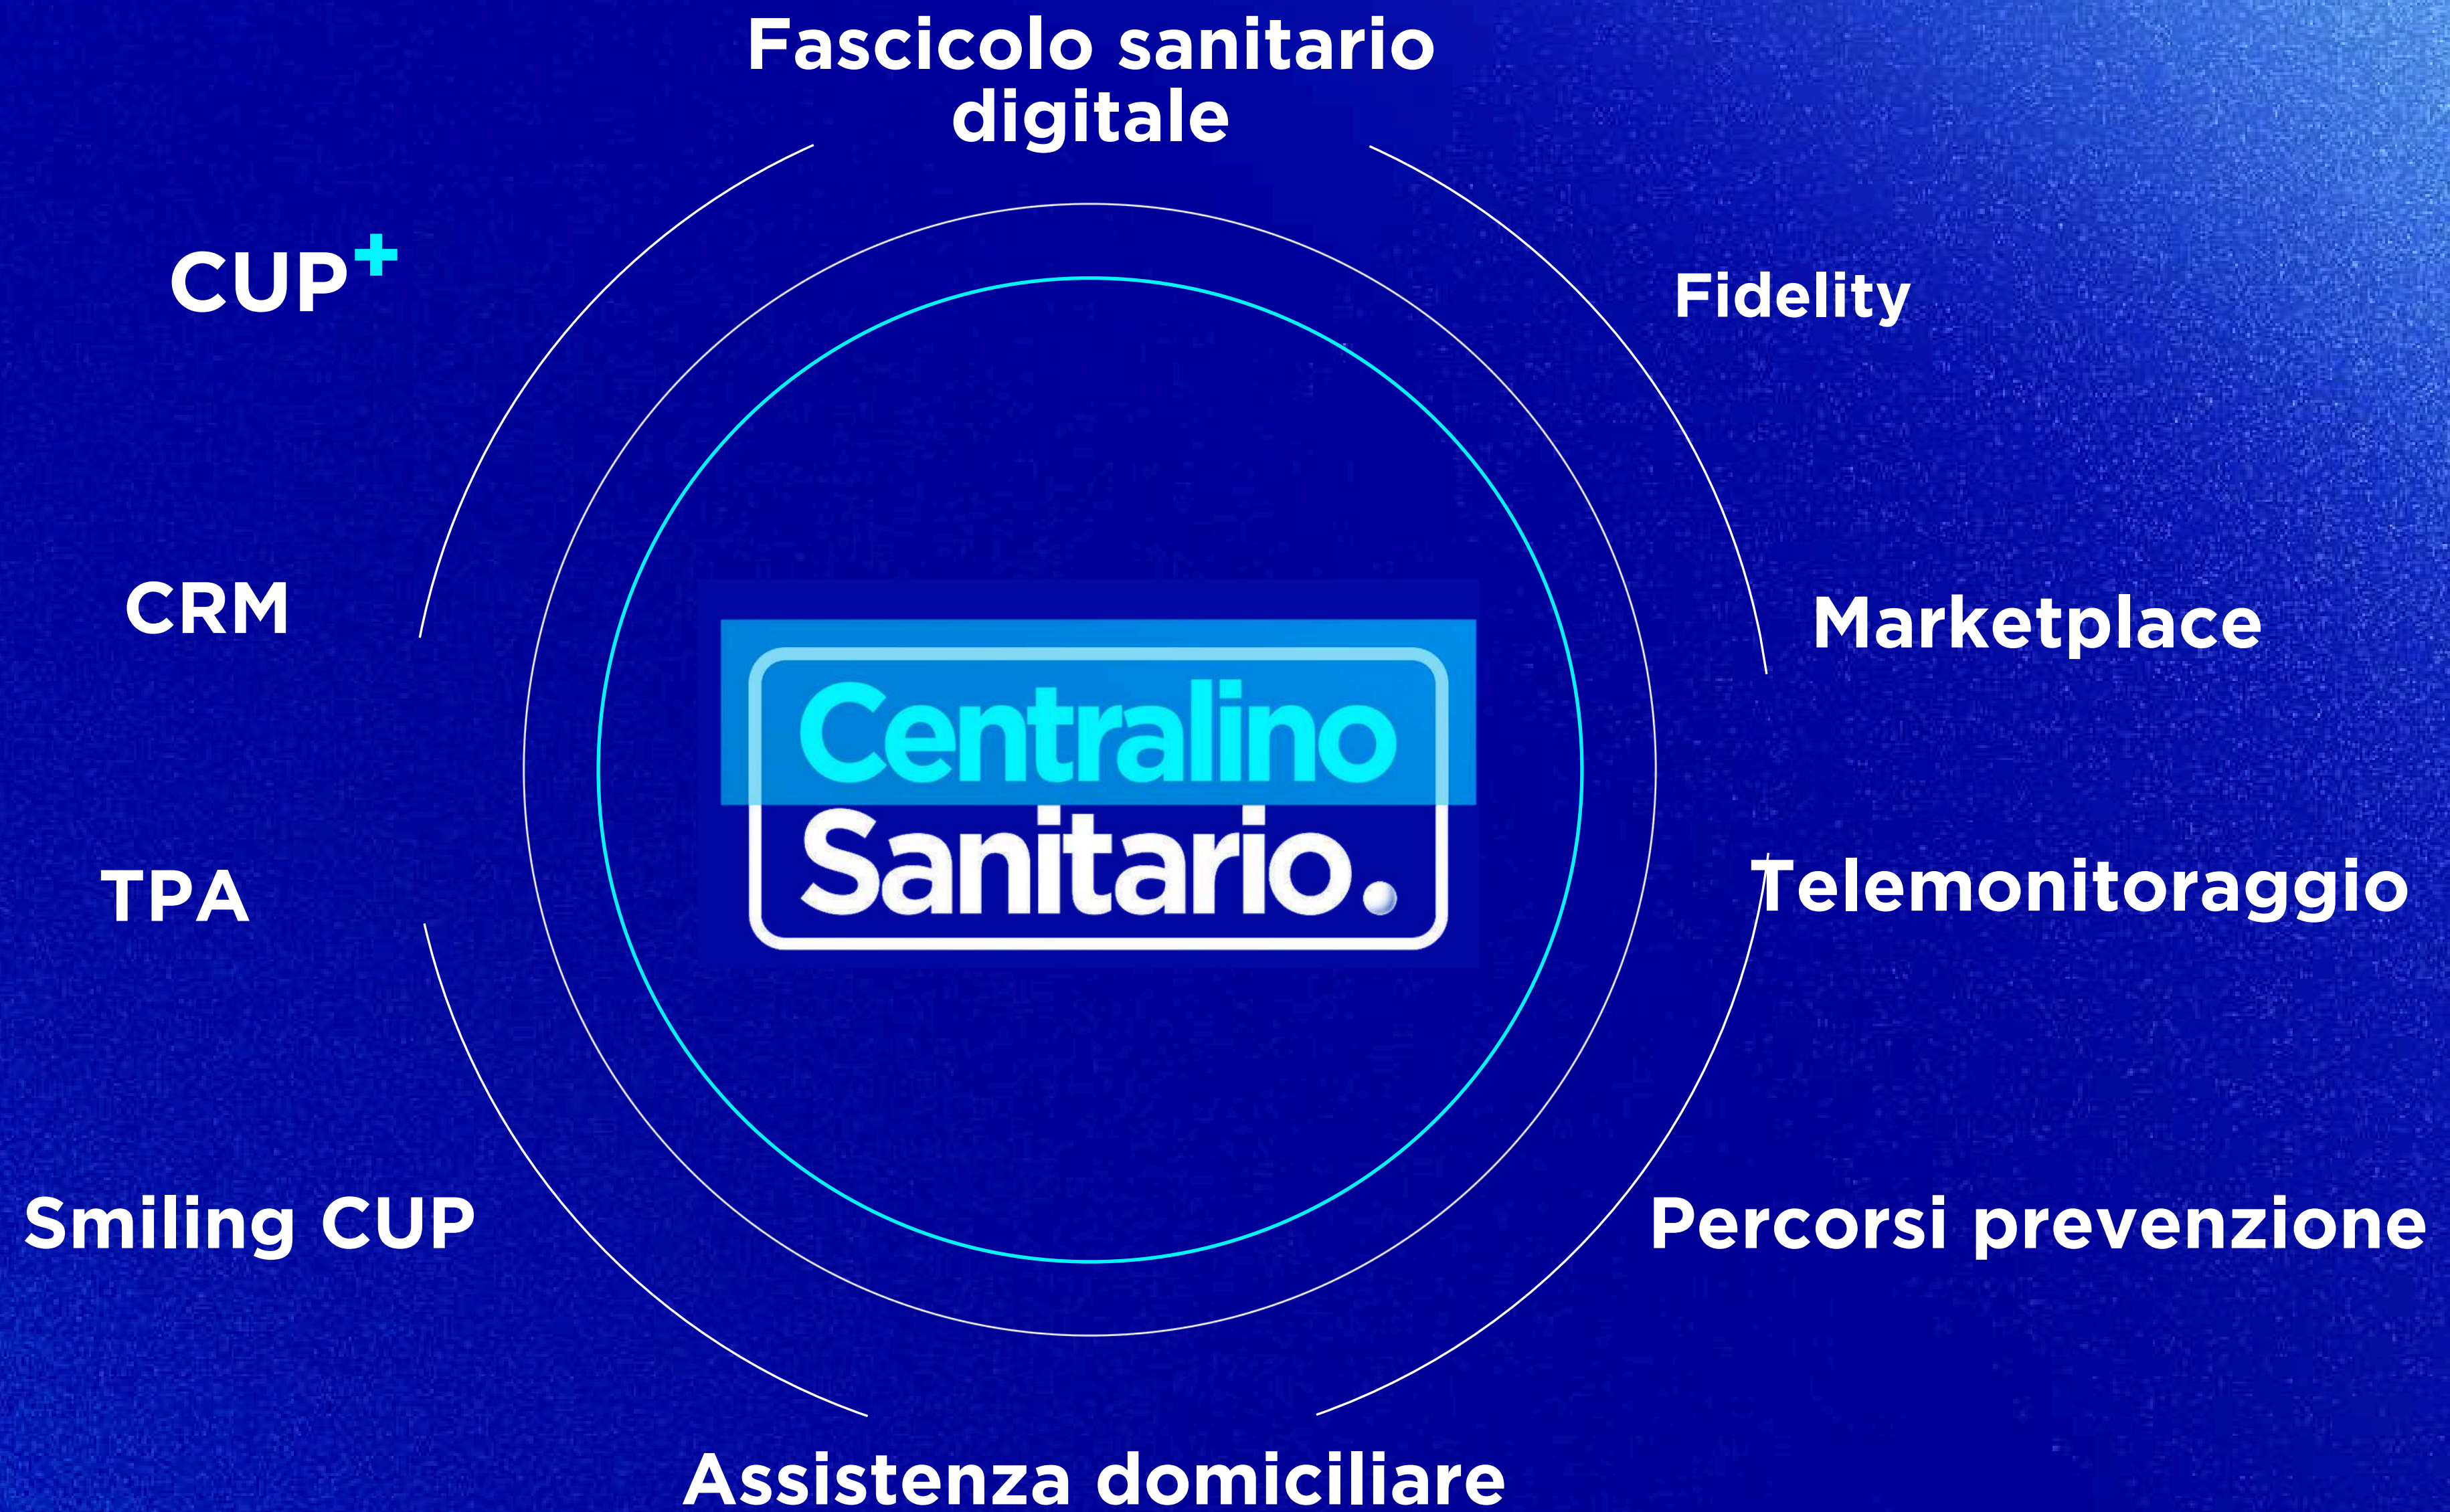 Fascicolo sanitario
digitale
CUP+
Fidelity
CRM
Marketplace
Centralino
Sanitario.
TPA
Telemonitoraggio
Smiling CUP
Percorsi prevenzione
Assistenza domiciliare